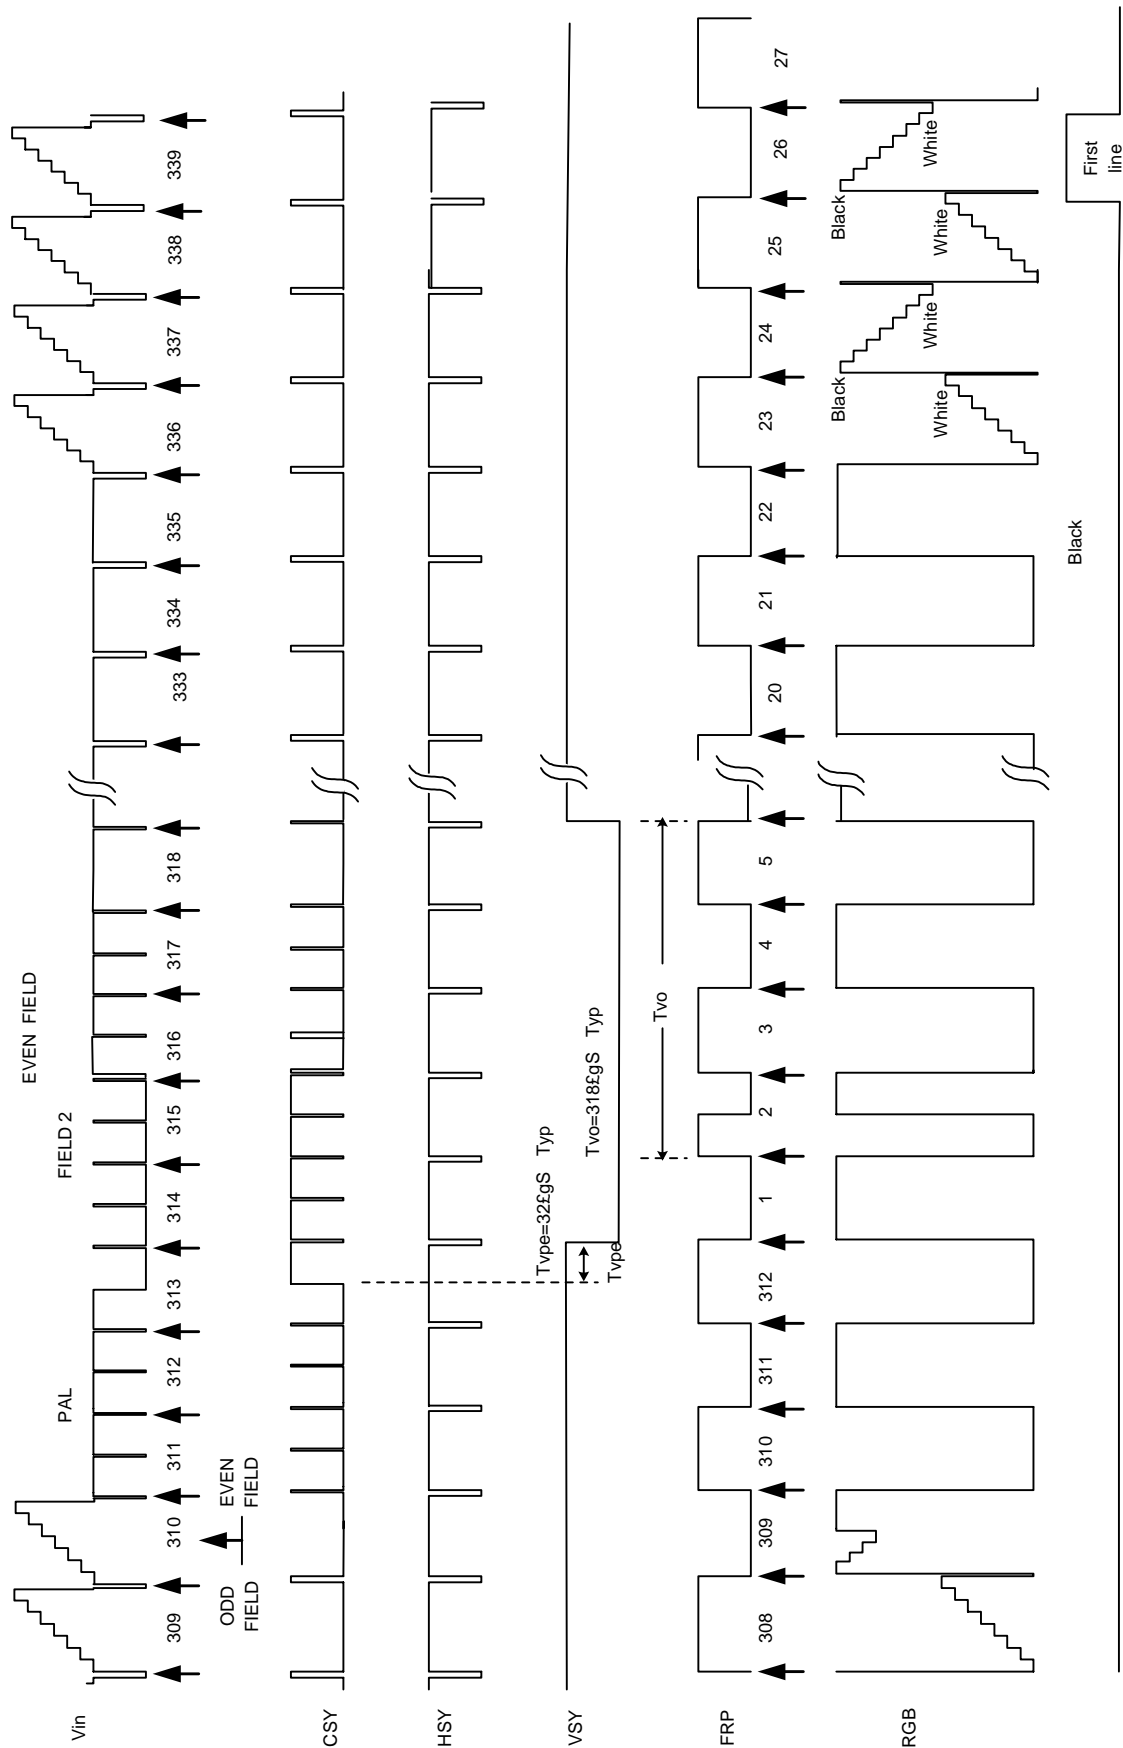 EVEN FIELD
PAL
FIELD 2
Vin
309
310
311
312
313
314
315
316
317
318
333
334
335
336
337
338
339
ODD
FIELD
EVEN
FIELD
CSY
HSY
Tvpe=32£gS Typ
VSY
Tvo=318£gS Typ
Tvpe
Tvo
FRP
308
309
310
311
312
1
2
3
4
5
20
21
22
23
24
25
26
27
RGB
Black
Black
White
White
White
White
Black
First
line